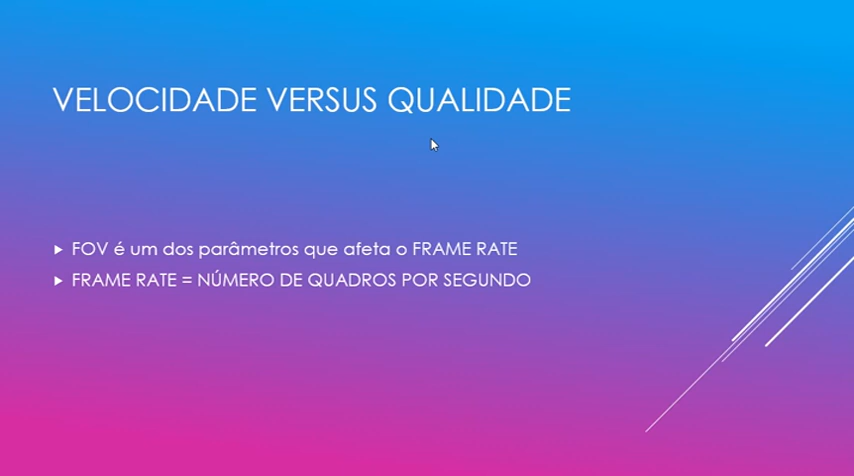 VELOCIDADE VERSUS QUALIDADE
FOV é um dos parâmetros que afeta o FRAME RATE
FRAME RATE = NÚMERO DE QUADROS POR SEGUNDO